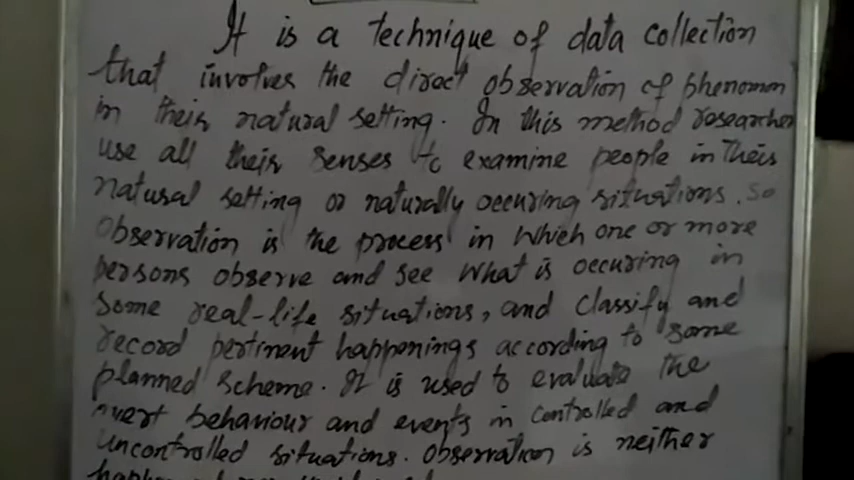 It is a technique of data collection
that involves the direct observation of phenomon
in their natural setting. In this method researcher
use all their senses to examine people in their
natural setting or naturally occuring situations. So
Observation is the process in which one or more
persons observe and see what is occuring in
some real-life situations, and classify and
record pertinent happenings according to some
planned scheme. It is used to evaluate the
overt behaviour and events in controlled and
uncontrolled situations. Observation is neither